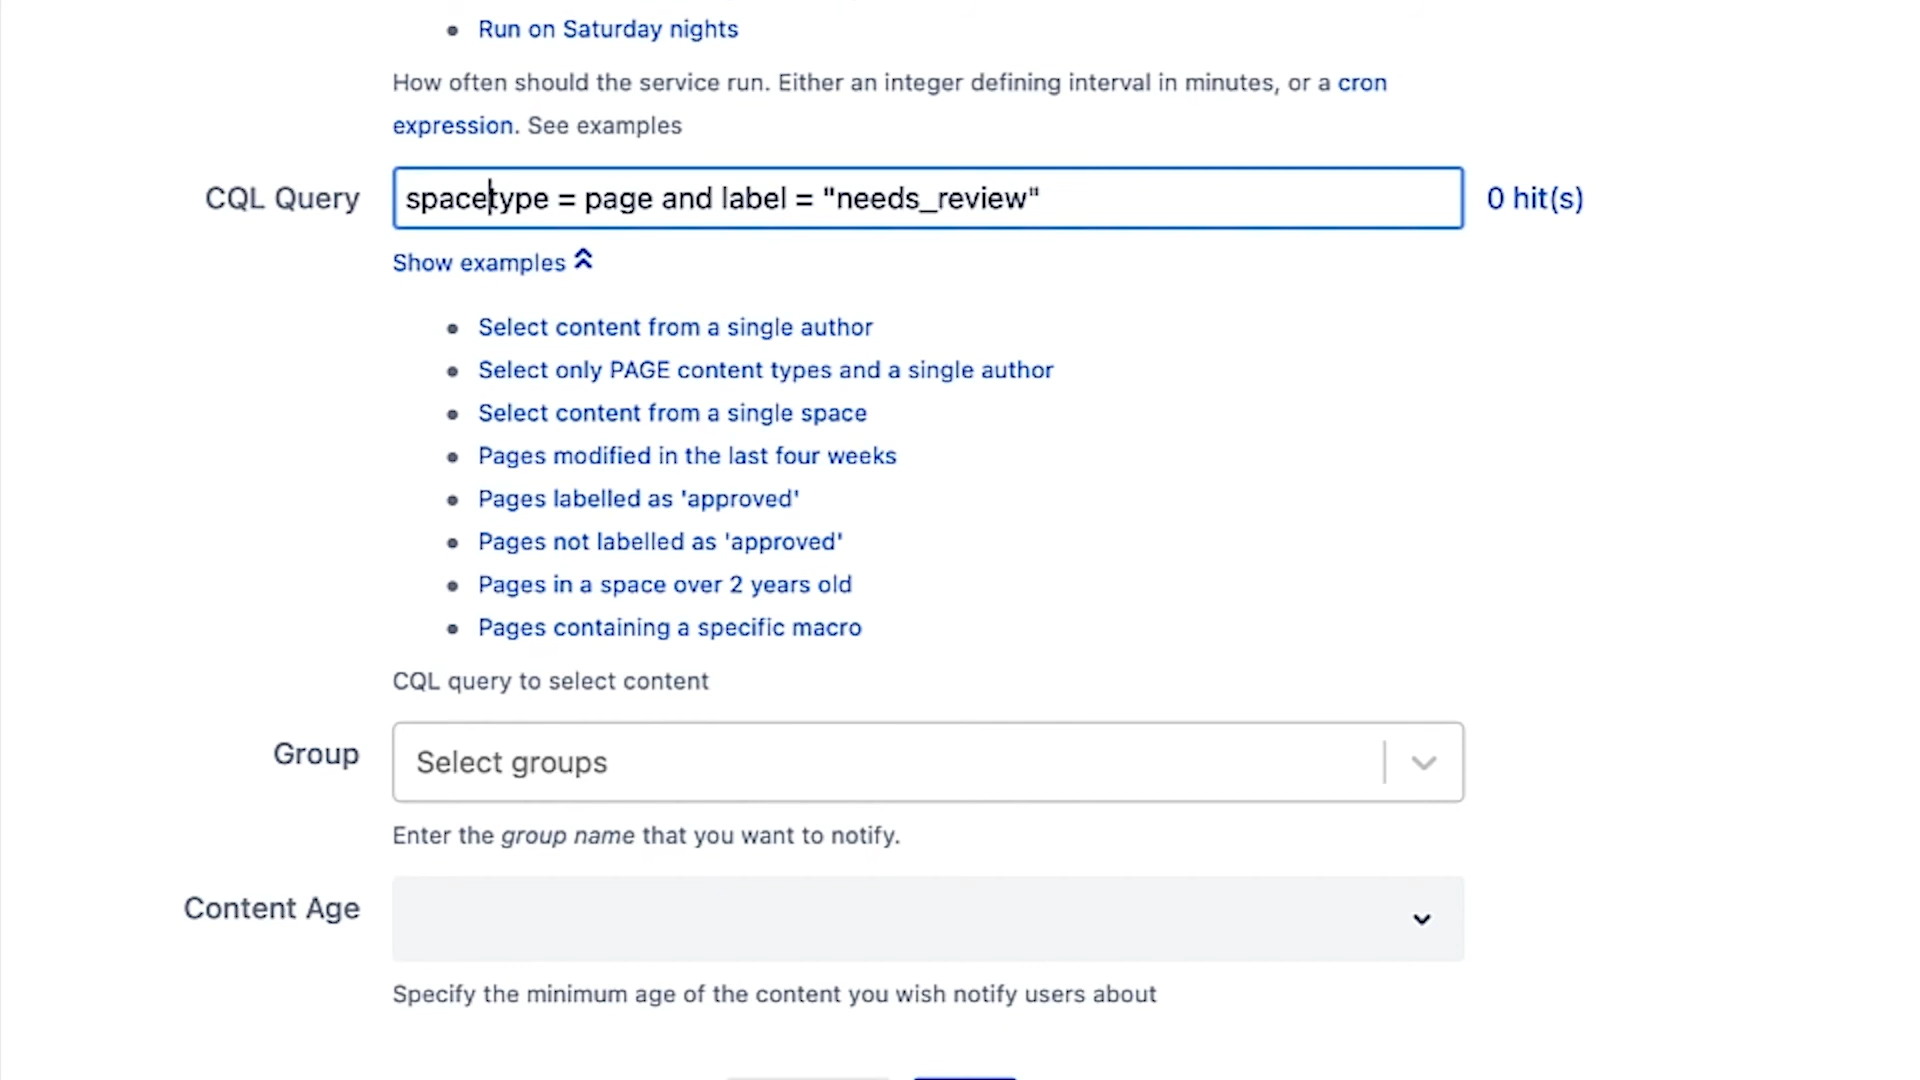 Run on Saturday nights
How often should the service run. Either an integer defining interval in minutes, or a cron
expression. See examples
CQL Query
spacetype = page and label = "needs_review"
0 hit(s)
Show examples
Select content from a single author
Select only PAGE content types and a single author
Select content from a single space
Pages modified in the last four weeks
Pages labelled as 'approved'
Pages not labelled as 'approved'
Pages in a space over 2 years old
Pages containing a specific macro
CQL query to select content
Group
Select groups
Enter the group name that you want to notify.
Content Age
Specify the minimum age of the content you wish notify users about